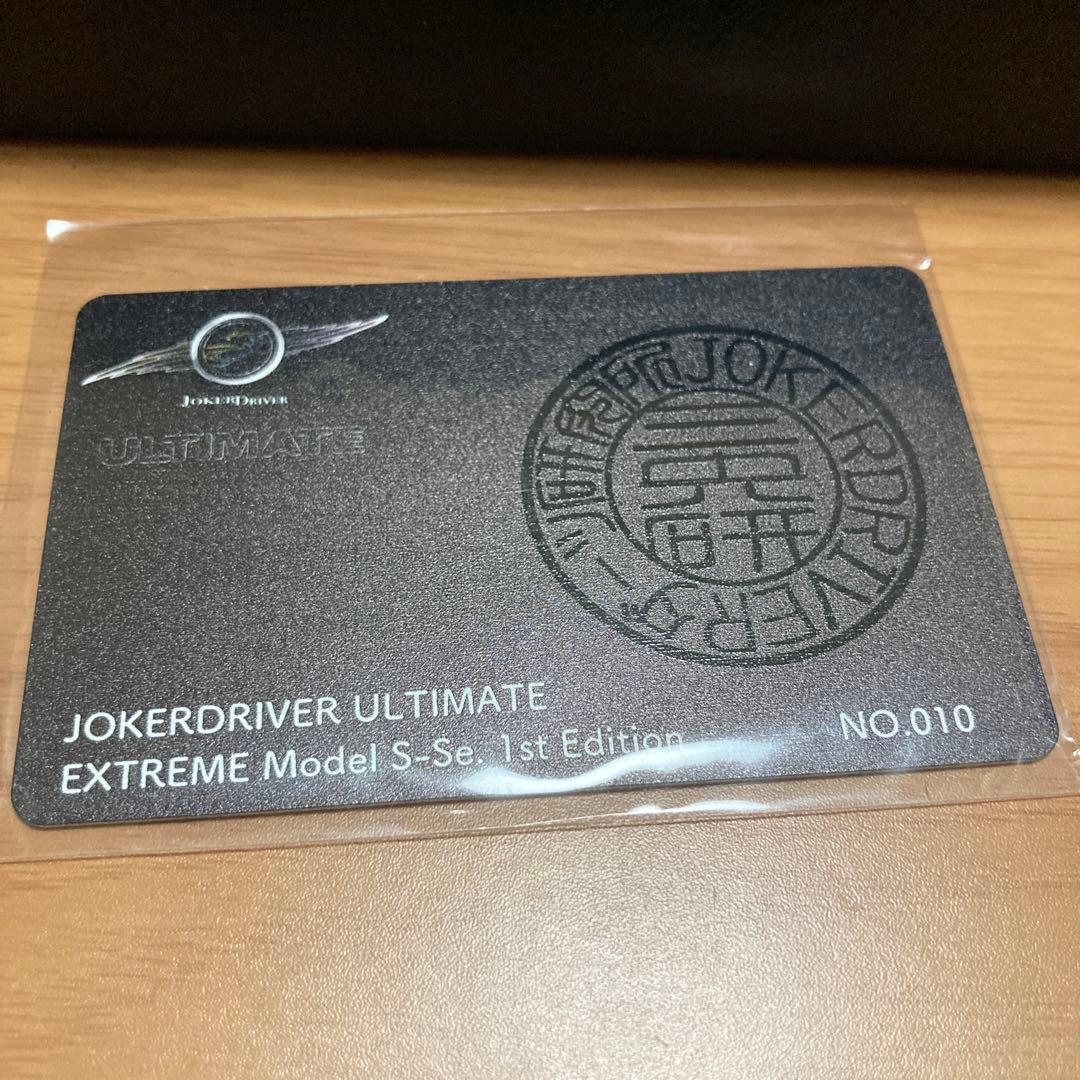 JOKERDRIVER
ULTIMATE
JOKERDRIVER
JOKERDRIVER ULTIMATE
EXTREME Model S-Se. 1st Edition
NO.010